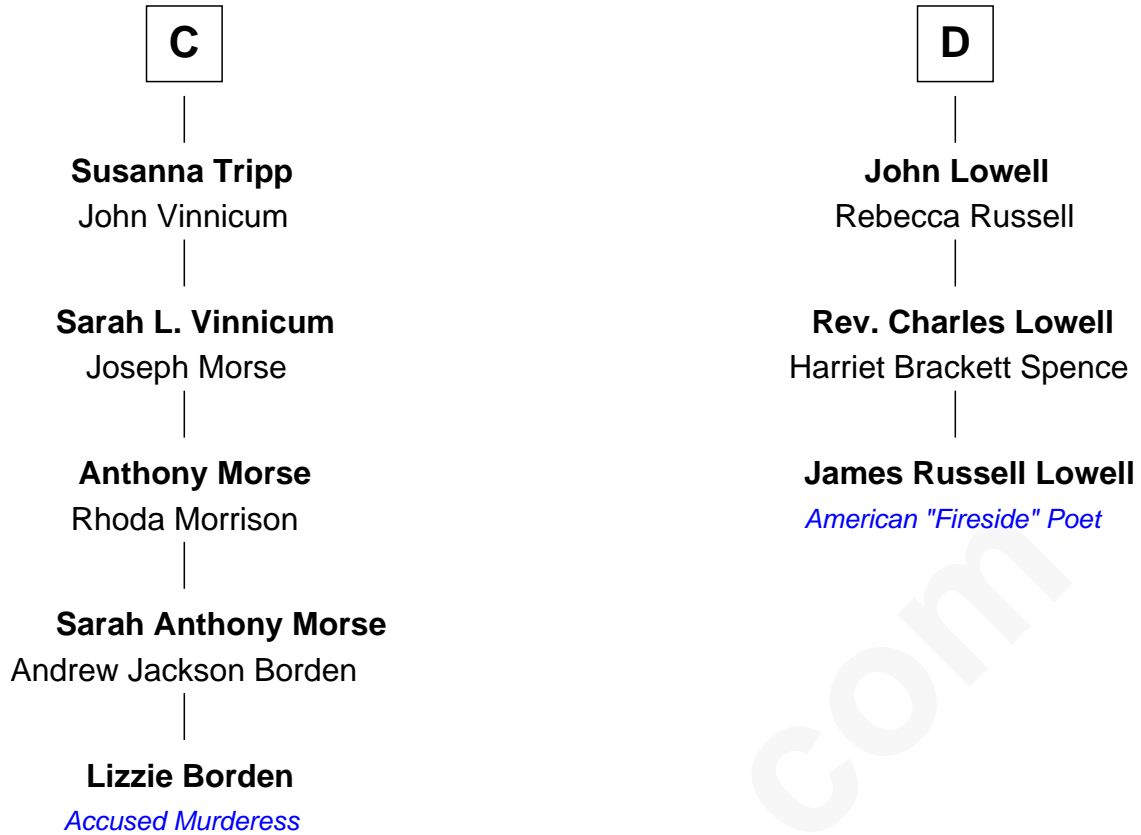 C
Susanna Tripp
John Vinnicum
Sarah L. Vinnicum
Joseph Morse
Anthony Morse
Rhoda Morrison
Sarah Anthony Morse
Andrew Jackson Borden
Lizzie Borden
Accused Murderess
D
John Lowell
Rebecca Russell
Rev. Charles Lowell
Harriet Brackett Spence
James Russell Lowell
American "Fireside" Poet
com